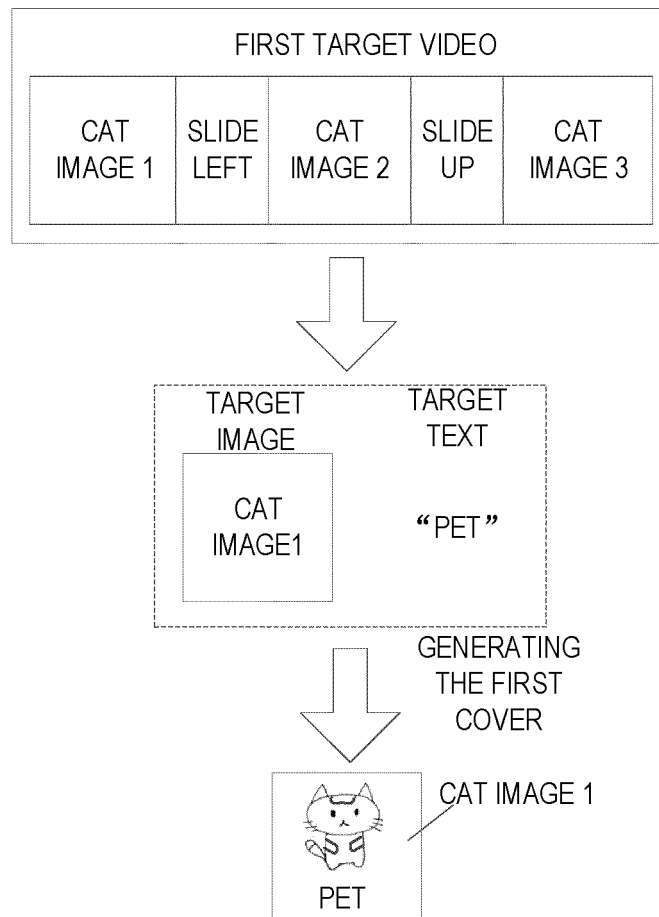 FIRST TARGET VIDEO
CAT IMAGE 1
SLIDE LEFT
CAT IMAGE 2
SLIDE UP
CAT IMAGE 3
TARGET IMAGE
TARGET TEXT
CAT IMAGE1
“PET”
GENERATING
THE FIRST
COVER
CAT IMAGE 1
PET